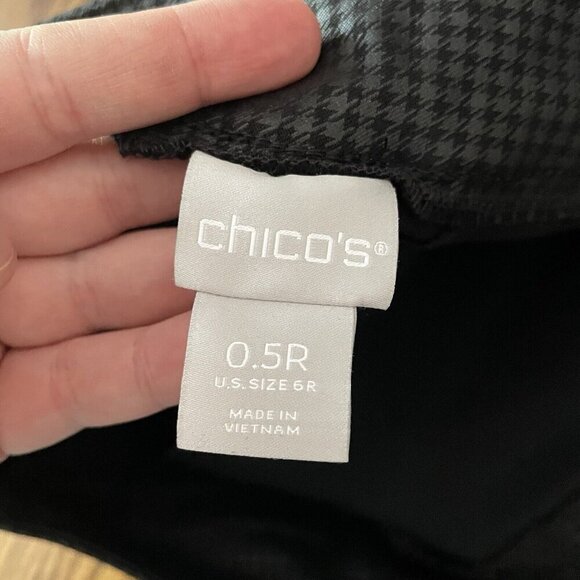 chico's®
0.5R
U.S. SIZE 6R
MADE IN
VIETNAM